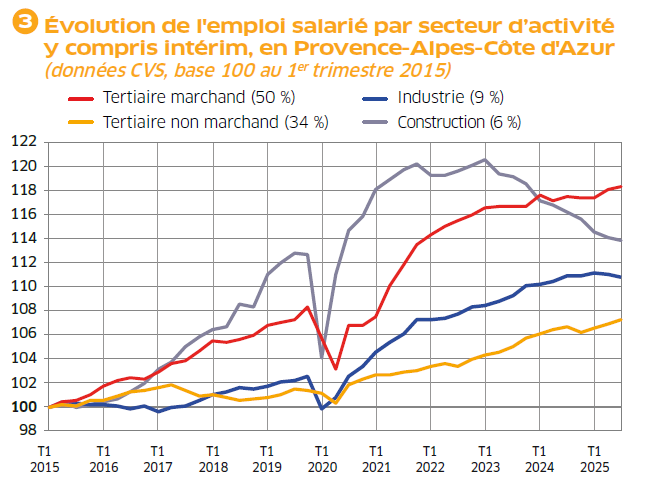 3 Évolution de l'emploi salarié par secteur d'activité
y compris intérim, en Provence-Alpes-Côte d'Azur
(données CVS, base 100 au 1er trimestre 2015)
Tertiaire marchand (50 %) Industrie (9 %)
Tertiaire non marchand (34 %) Construction (6 %)
122
120
118
116
114
112
110
108
106
104
102
100
98
T1 T1 T1 T1 T1 T1 T1 T1 T1 T1 T1
2015 2016 2017 2018 2019 2020 2021 2022 2023 2024 2025